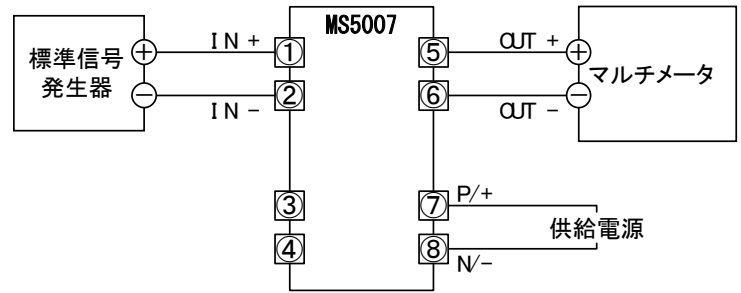 MS5007
標準信号
発生器
+
IN +
①
-
IN -
②
③
④
⑤
OUT +
+
⑥
OUT -
-
マルチメータ
⑦
P/+
供給電源
⑧
N/-